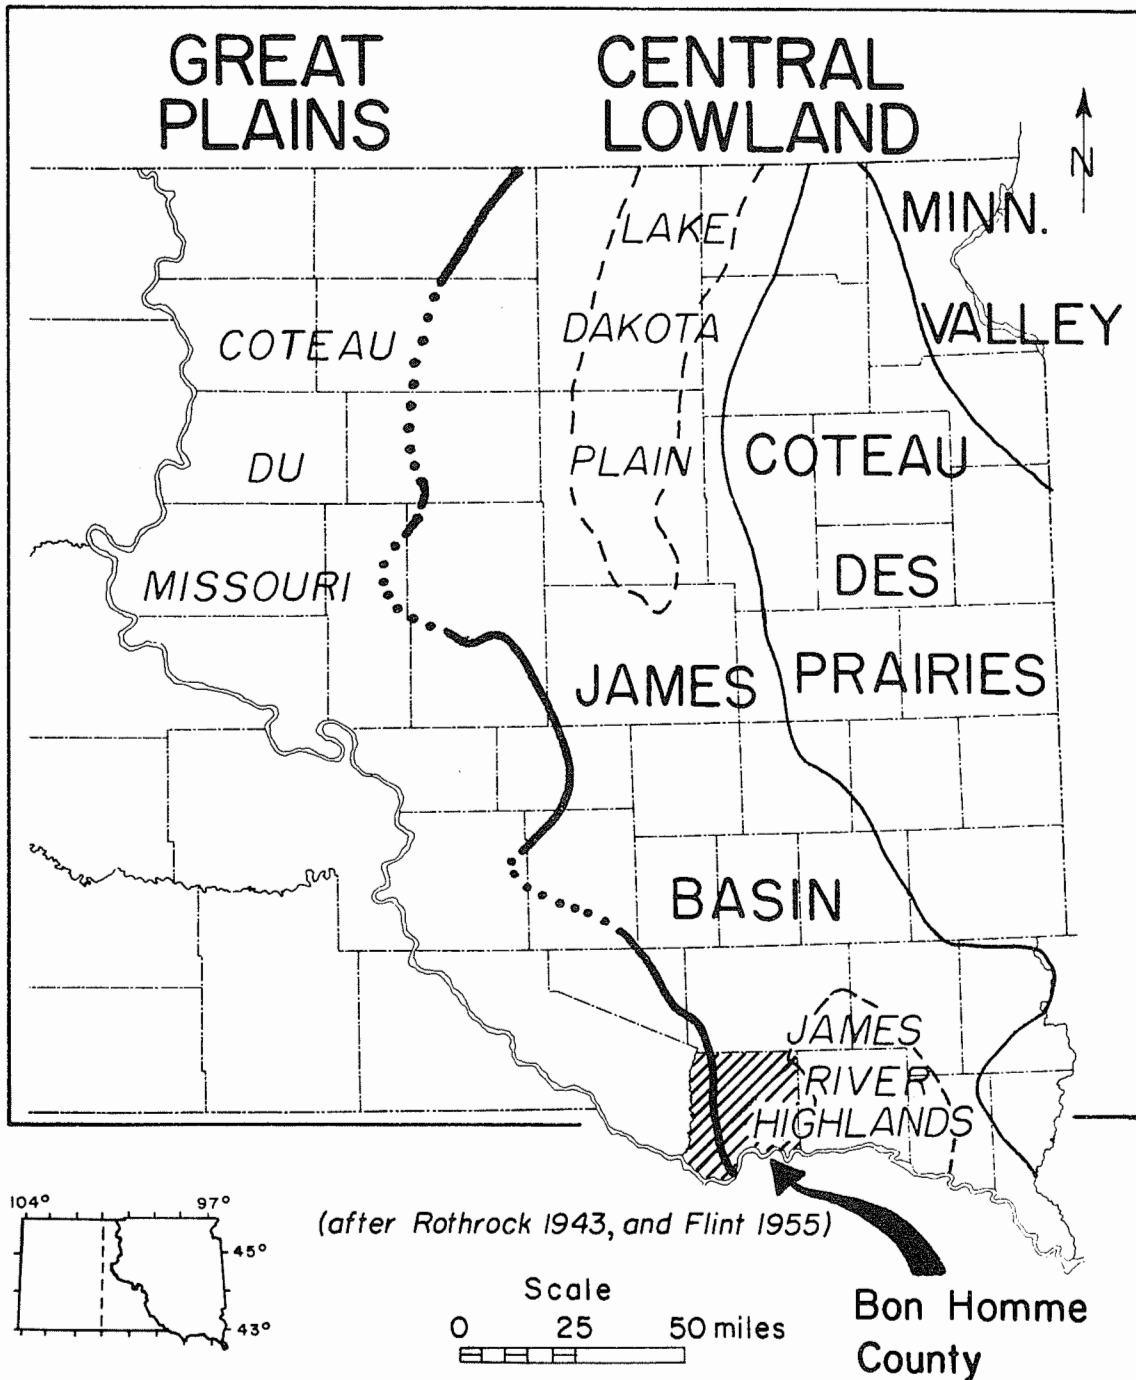 GREAT
PLAINS
CENTRAL
LOWLAND
N
MINN.
VALLEY
LAKE
DAKOTA
PLAIN
COTEAU
DU
MISSOURI
COTEAU
DES
PRAIRIES
JAMES
BASIN
JAMES
RIVER
HIGHLANDS
104° 97°
45°
43°
(after Rothrock 1943, and Flint 1955)
Scale
0 25 50 miles
Bon Homme
County